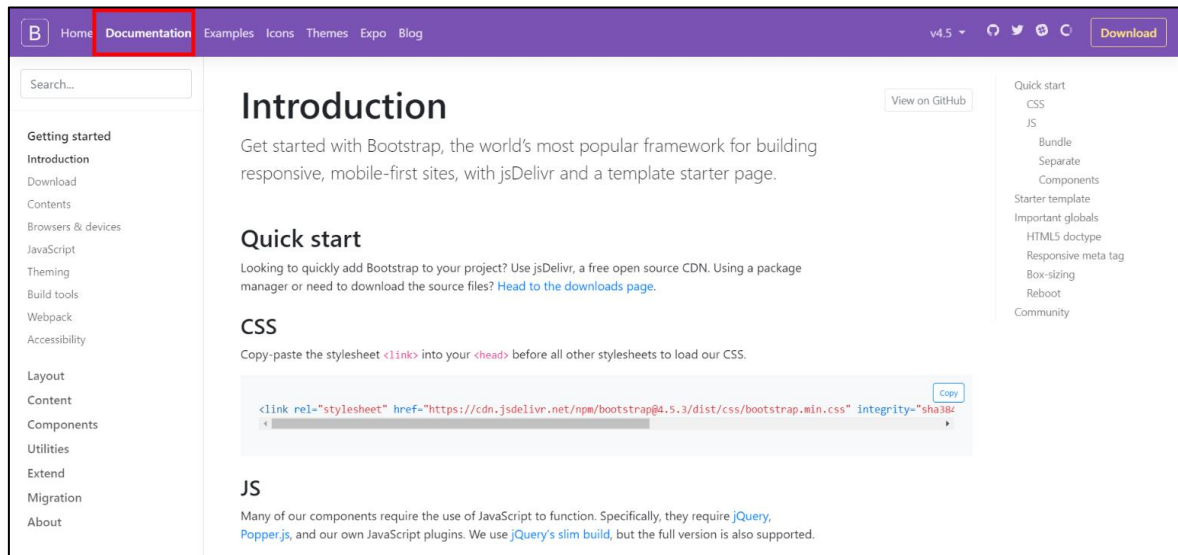 B Home Documentation Examples Icons Themes Expo Blog v4.5 Download
Search...
Getting started
Introduction
Download
Contents
Browsers & devices
JavaScript
Theming
Build tools
Webpack
Accessibility
Layout
Content
Components
Utilities
Extend
Migration
About
Introduction
View on GitHub
Get started with Bootstrap, the world's most popular framework for building
responsive, mobile-first sites, with jsDelivr and a template starter page.
Quick start
Looking to quickly add Bootstrap to your project? Use jsDelivr, a free open source CDN. Using a package
manager or need to download the source files? Head to the downloads page.
CSS
Copy-paste the stylesheet <link> into your <head> before all other stylesheets to load our CSS.
Copy
<link rel="stylesheet" href="https://cdn.jsdelivr.net/npm/bootstrap@4.5.3/dist/css/bootstrap.min.css" integrity="sha384
JS
Many of our components require the use of JavaScript to function. Specifically, they require jQuery,
Popper.js, and our own JavaScript plugins. We use jQuery's slim build, but the full version is also supported.
Quick start
CSS
JS
Bundle
Separate
Components
Starter template
Important globals
HTML5 doctype
Responsive meta tag
Box-sizing
Reboot
Community